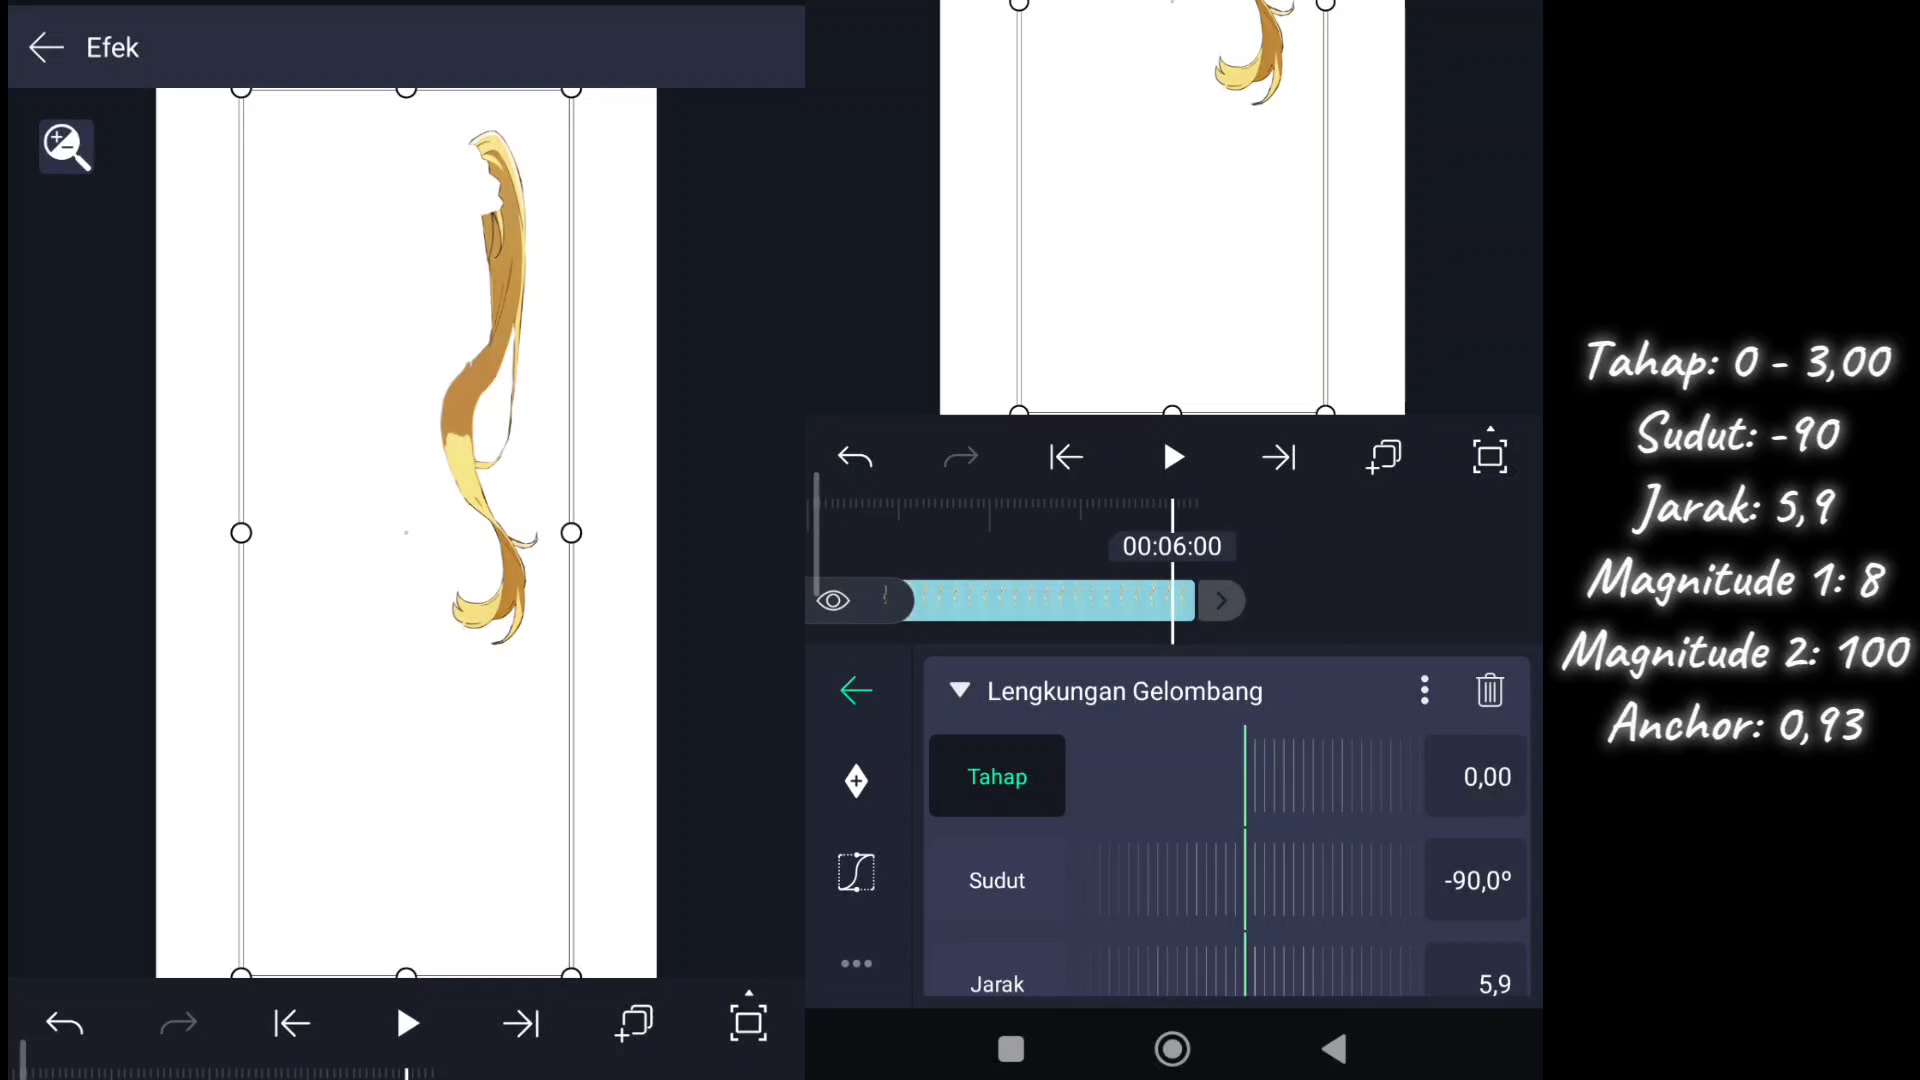 Efek
00:06:00
Lengkungan Gelombang
Tahap 0,00
Sudut -90,0º
Jarak 5,9
Tahap: 0 - 3,00
Sudut: -90
Jarak: 5,9
Magnitude 1: 8
Magnitude 2: 100
Anchor: 0,93